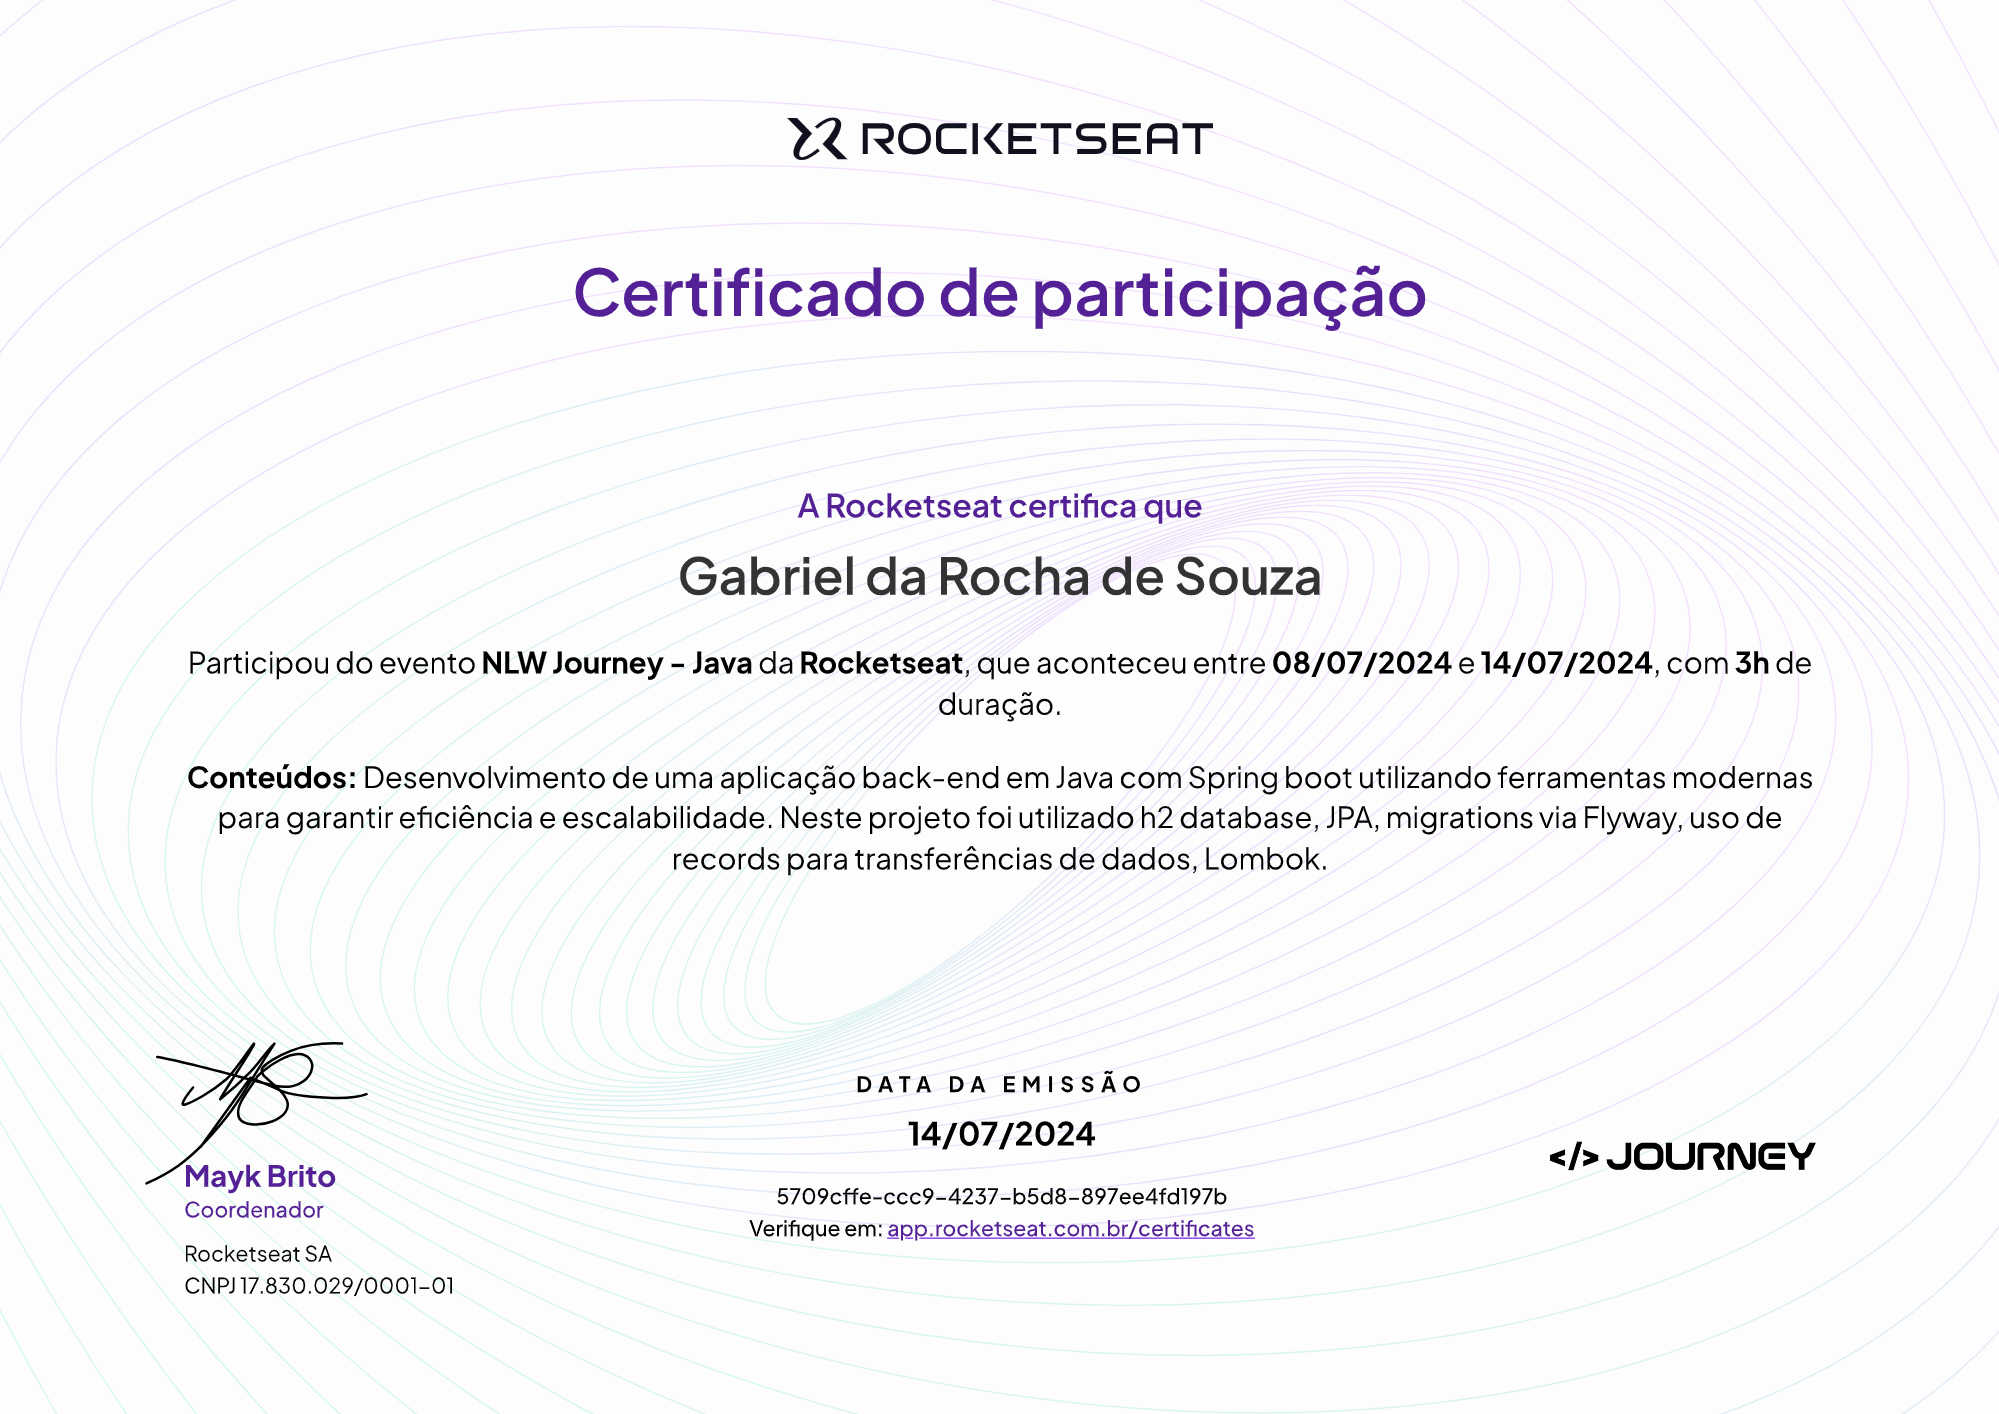 ROCKETSEAT
Certificado de participação
A Rocketseat certifica que
Gabriel da Rocha de Souza
Participou do evento NLW Journey - Java da Rocketseat, que aconteceu entre 08/07/2024 e 14/07/2024, com 3h de
duração.
Conteúdos: Desenvolvimento de uma aplicação back-end em Java com Spring boot utilizando ferramentas modernas
para garantir eficiência e escalabilidade. Neste projeto foi utilizado h2 database, JPA, migrations via Flyway, uso de
records para transferências de dados, Lombok.
Mayk Brito
Coordenador
Rocketseat SA
CNPJ 17.830.029/0001-01
DATA DA EMISSÃO
14/07/2024
5709cffe-ccc9-4237-b5d8-897ee4fd197b
Verifique em: app.rocketseat.com.br/certificates
</> JOURNEY